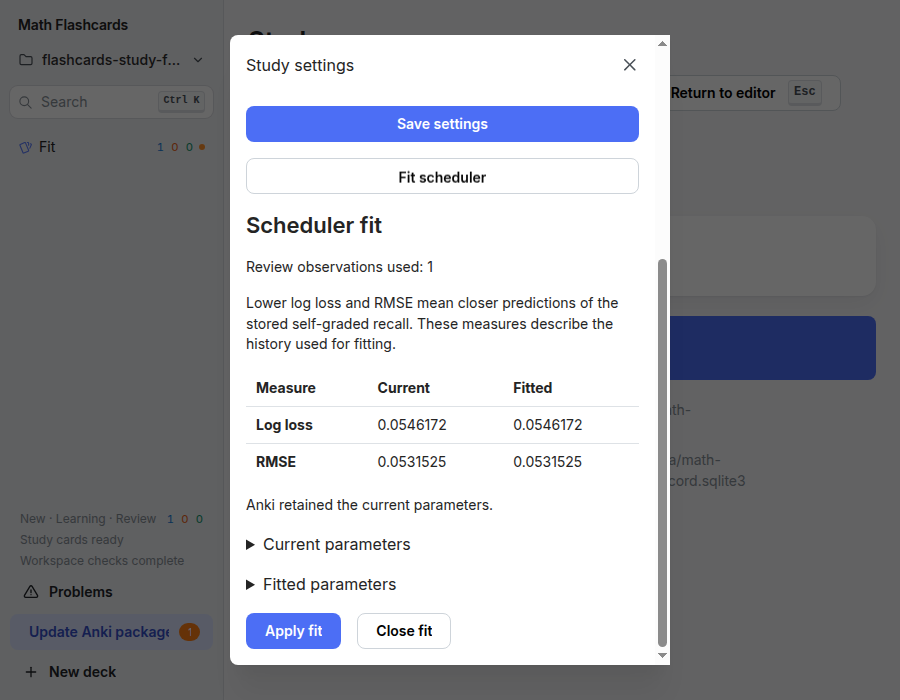 Math Flashcards
flashcards-study-f...
Search
Ctrl K
Fit
1 0 0
New · Learning · Review 1 0 0
Study cards ready
Workspace checks complete
Problems
Update Anki package
1
New deck
Return to editor
Esc
a/math-
cord.sqlite3
Study settings
Save settings
Fit scheduler
Scheduler fit
Review observations used: 1
Lower log loss and RMSE mean closer predictions of the
stored self-graded recall. These measures describe the
history used for fitting.
Measure Current Fitted
Log loss 0.0546172 0.0546172
RMSE 0.0531525 0.0531525
Anki retained the current parameters.
Current parameters
Fitted parameters
Apply fit
Close fit